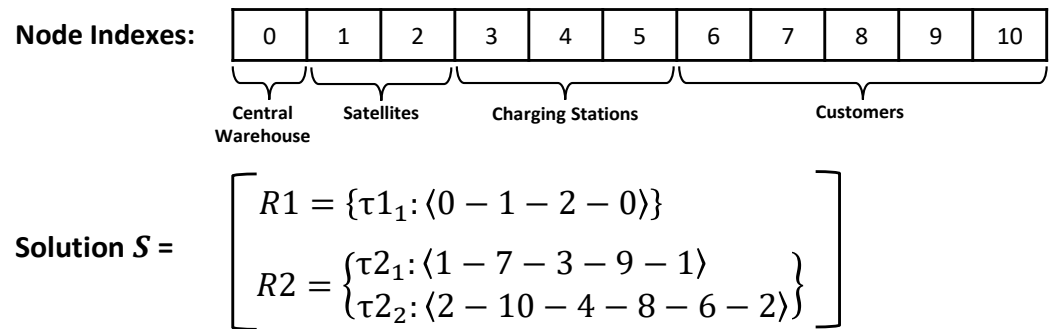 Node Indexes: 0 1 2 3 4 5 6 7 8 9 10
Central Warehouse Satellites Charging Stations Customers
R1 = {τ1₁: ⟨0 − 1 − 2 − 0⟩}
Solution S =
R2 = {τ2₁: ⟨1 − 7 − 3 − 9 − 1⟩
τ2₂: ⟨2 − 10 − 4 − 8 − 6 − 2⟩}